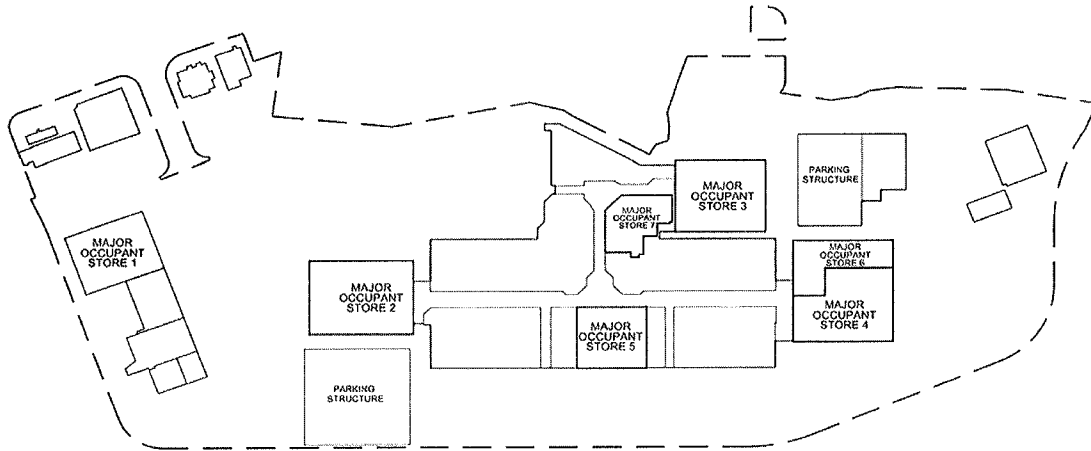 MAJOR
OCCUPANT
STORE 1
MAJOR
OCCUPANT
STORE 2
PARKING
STRUCTURE
MAJOR
OCCUPANT
STORE 7
MAJOR
OCCUPANT
STORE 3
MAJOR
OCCUPANT
STORE 5
PARKING
STRUCTURE
MAJOR
OCCUPANT
STORE 6
MAJOR
OCCUPANT
STORE 4